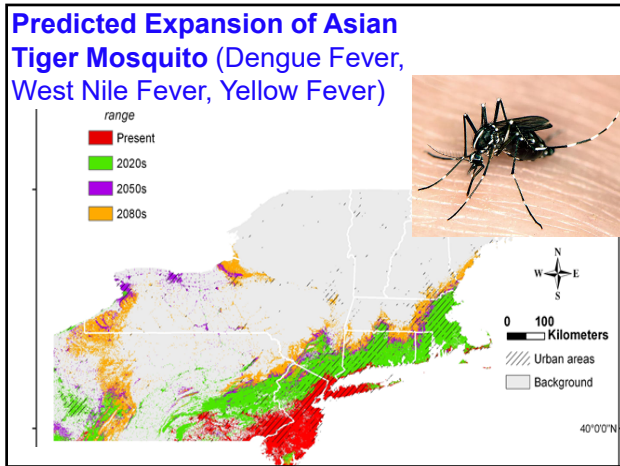 Predicted Expansion of Asian
Tiger Mosquito (Dengue Fever,
West Nile Fever, Yellow Fever)
range
Present
2020s
2050s
2080s
N
W E
S
0 100
Kilometers
Urban areas
Background
40°0'0"N